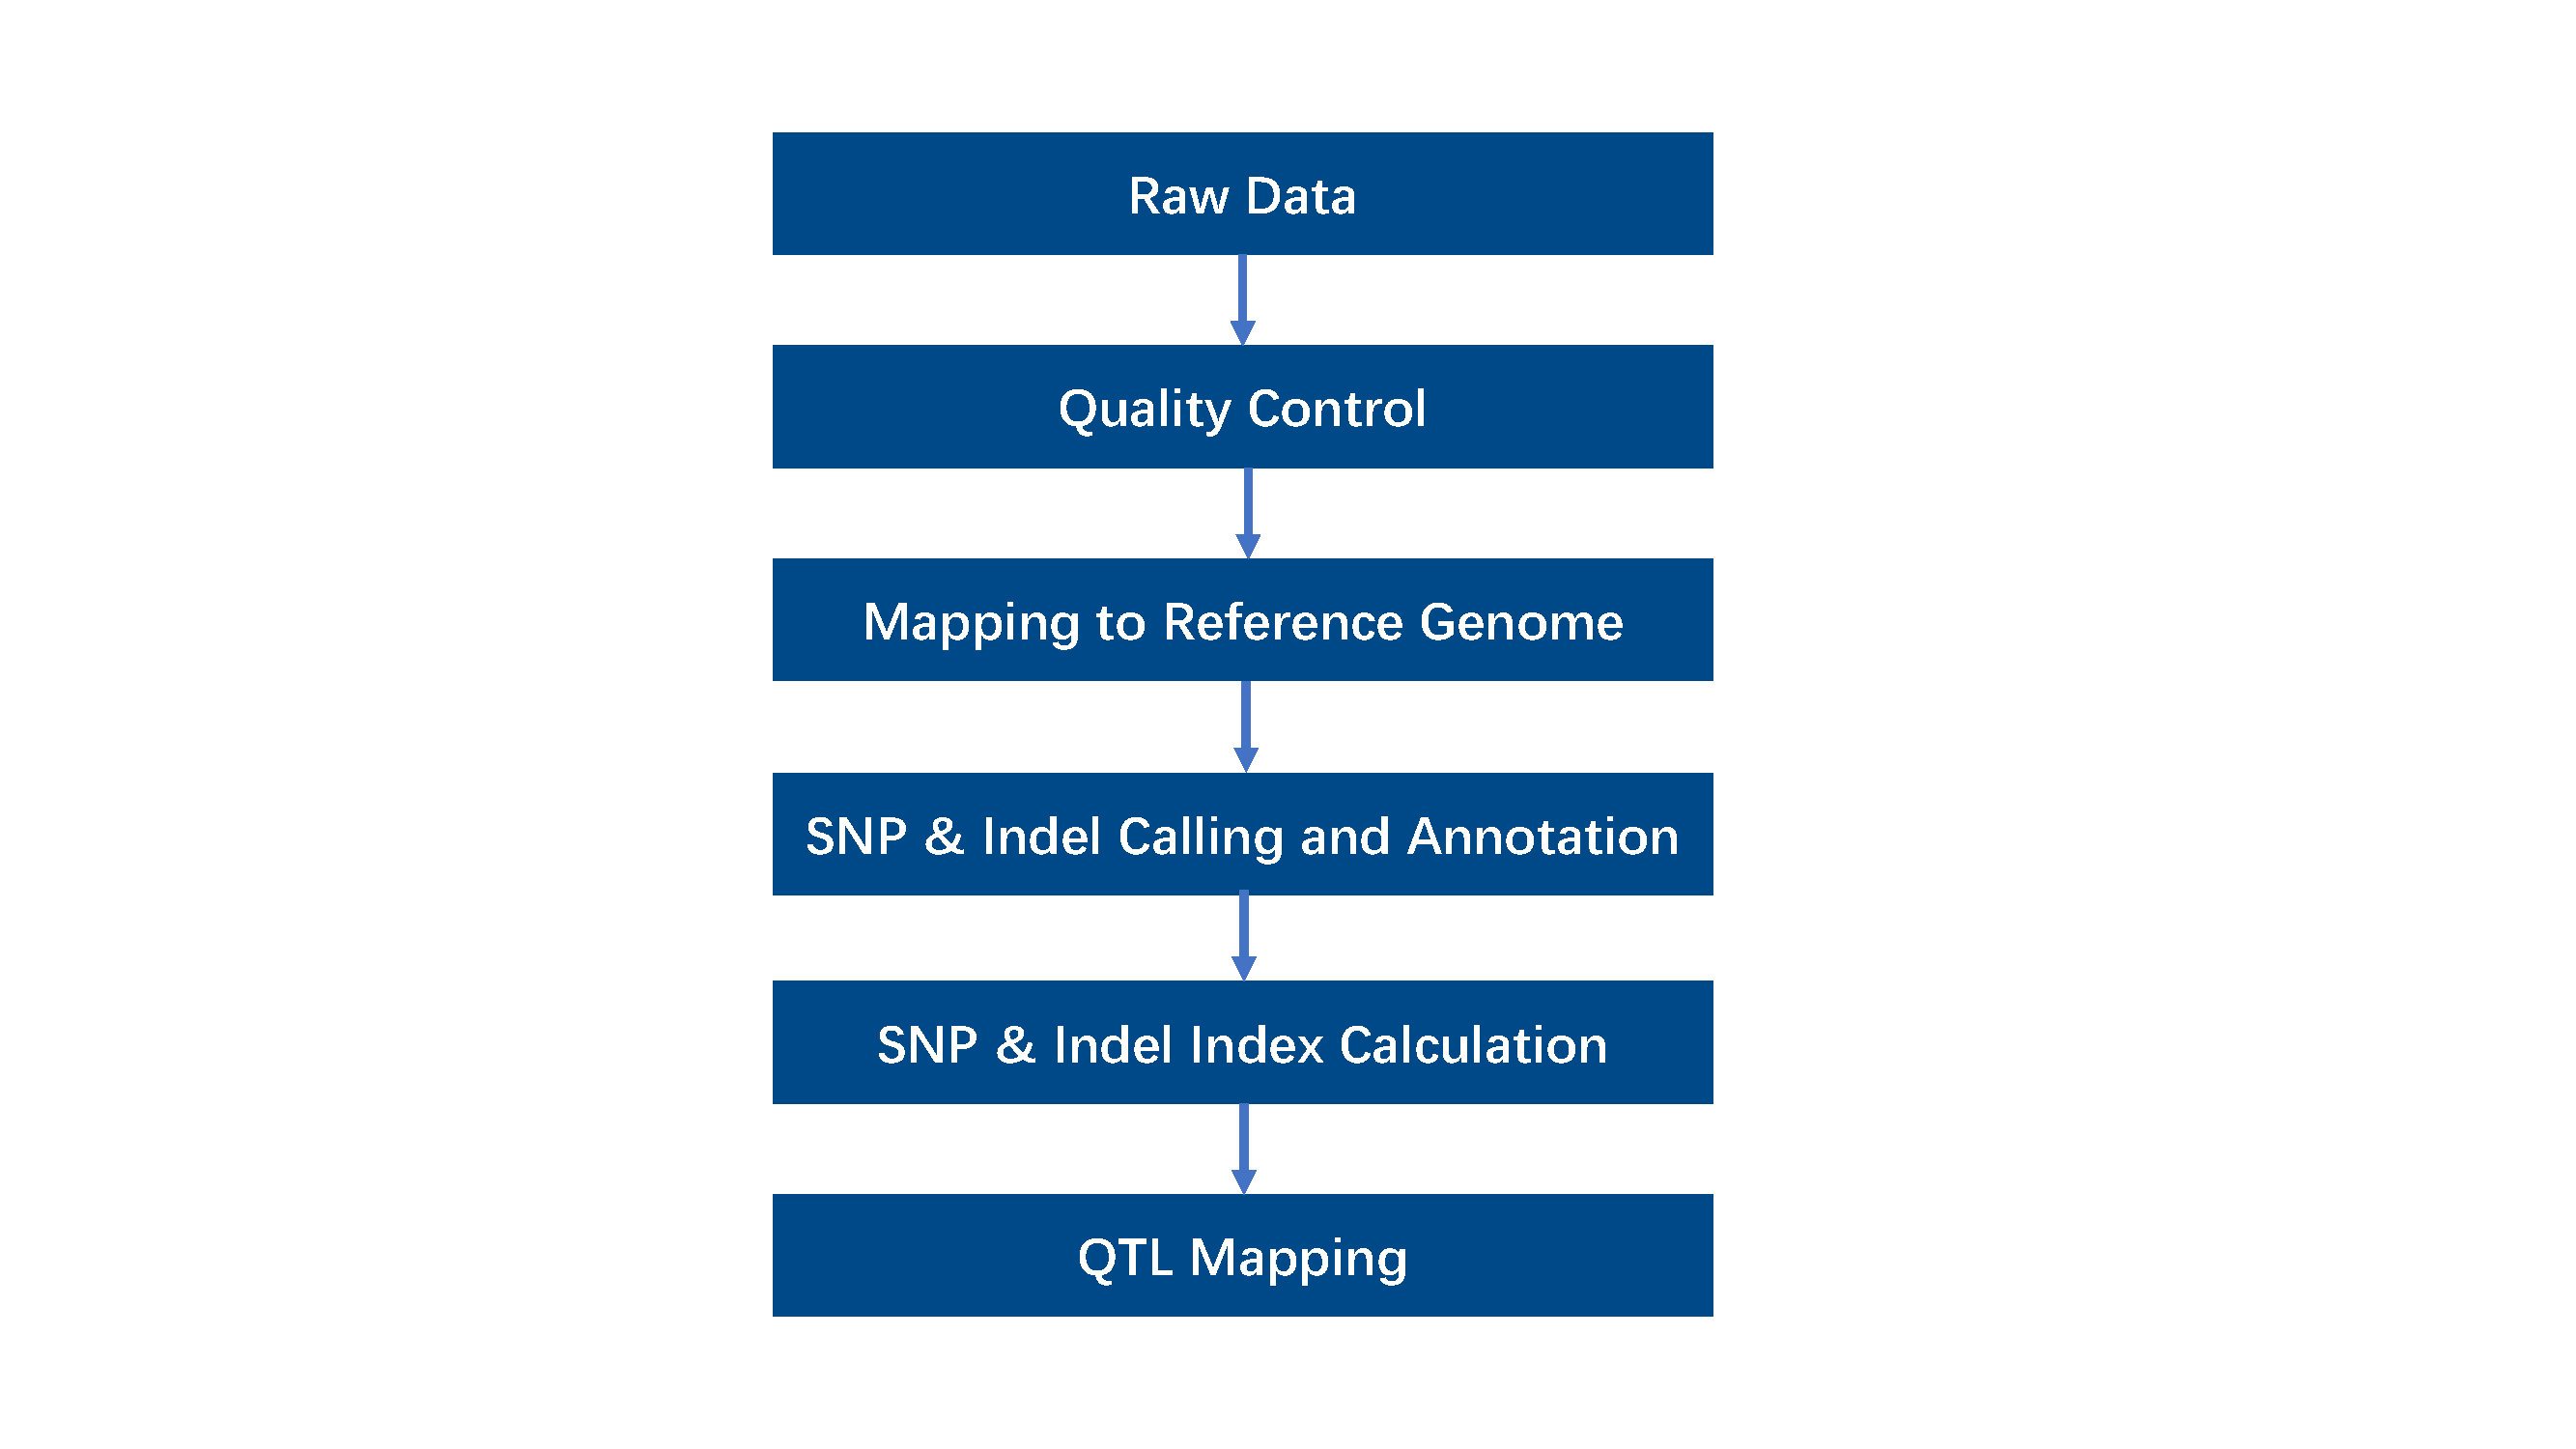 Raw Data
Quality Control
Mapping to Reference Genome
SNP & Indel Calling and Annotation
SNP & Indel Index Calculation
QTL Mapping